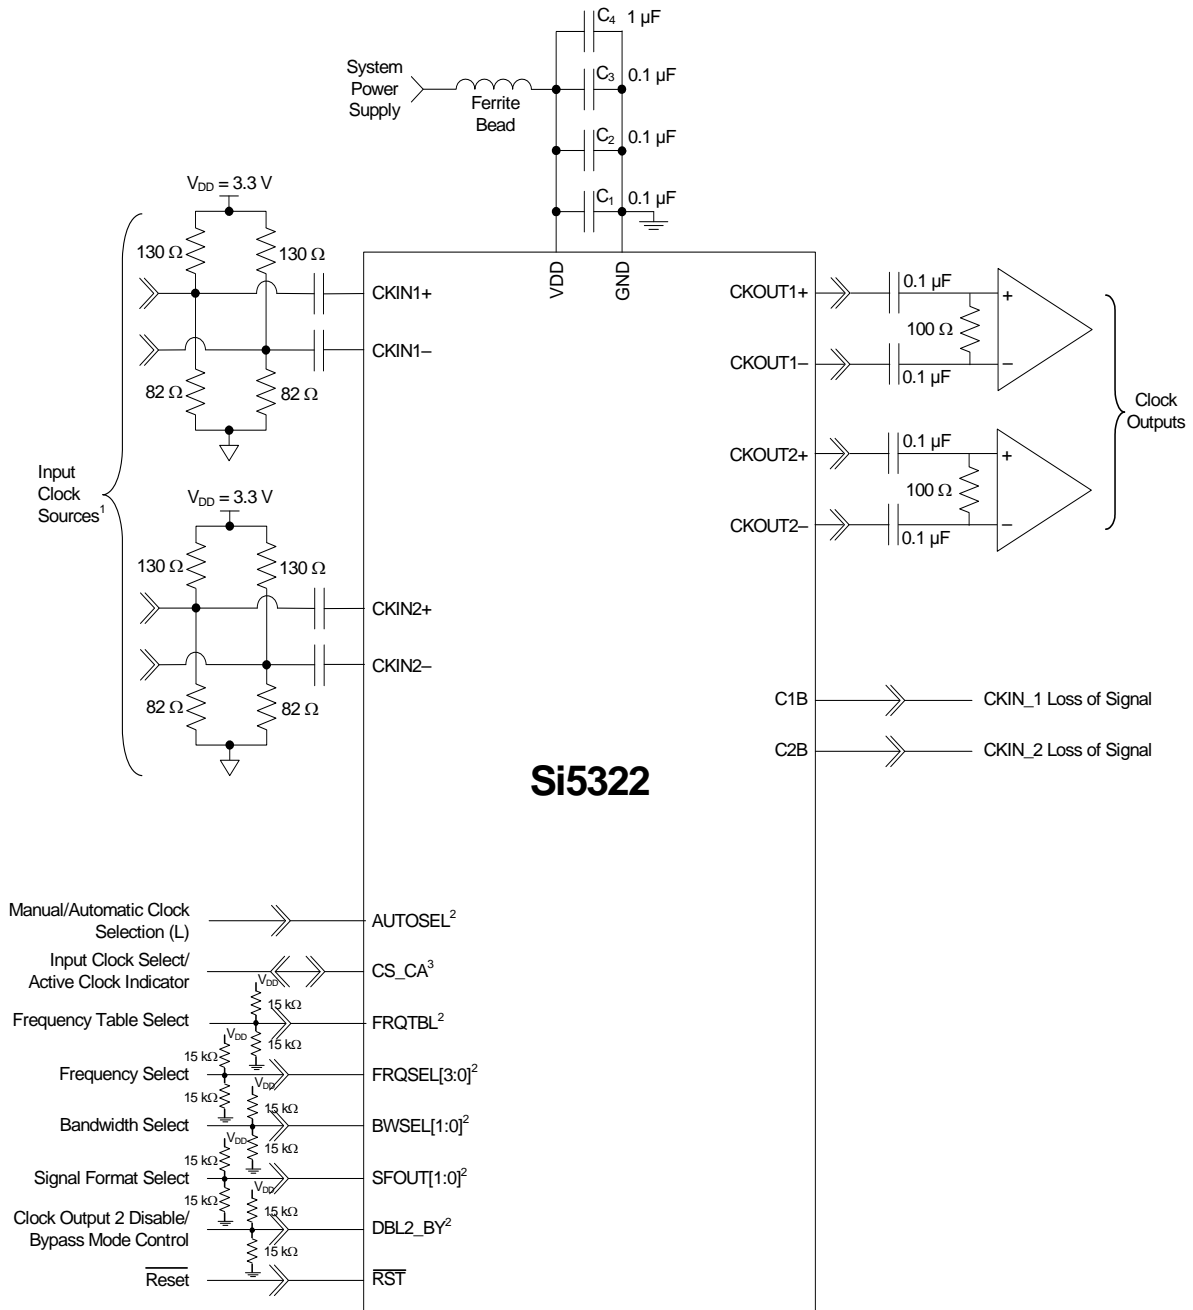 C4 1 µF
System
Power
Supply
Ferrite
Bead
C3 0.1 µF
C2 0.1 µF
C1 0.1 µF
VDD = 3.3 V
130 Ω
130 Ω
82 Ω
82 Ω
VDD = 3.3 V
130 Ω
130 Ω
82 Ω
82 Ω
Input
Clock
Sources1
CKIN1+
CKIN1–
CKIN2+
CKIN2–
VDD
GND
CKOUT1+
0.1 µF
100 Ω
+
–
CKOUT1–
0.1 µF
CKOUT2+
0.1 µF
100 Ω
+
–
CKOUT2–
0.1 µF
Clock
Outputs
C1B
CKIN_1 Loss of Signal
C2B
CKIN_2 Loss of Signal
Si5322
Manual/Automatic Clock
Selection (L)
AUTOSEL2
Input Clock Select/
Active Clock Indicator
CS_CA3
VDD
15 kΩ
Frequency Table Select
FRQTBL2
15 kΩ
VDD
15 kΩ
Frequency Select
FRQSEL[3:0]2
15 kΩ
VDD
15 kΩ
Bandwidth Select
BWSEL[1:0]2
15 kΩ
VDD
15 kΩ
Signal Format Select
SFOUT[1:0]2
15 kΩ
VDD
15 kΩ
Clock Output 2 Disable/
Bypass Mode Control
DBL2_BY2
15 kΩ
Reset
RST